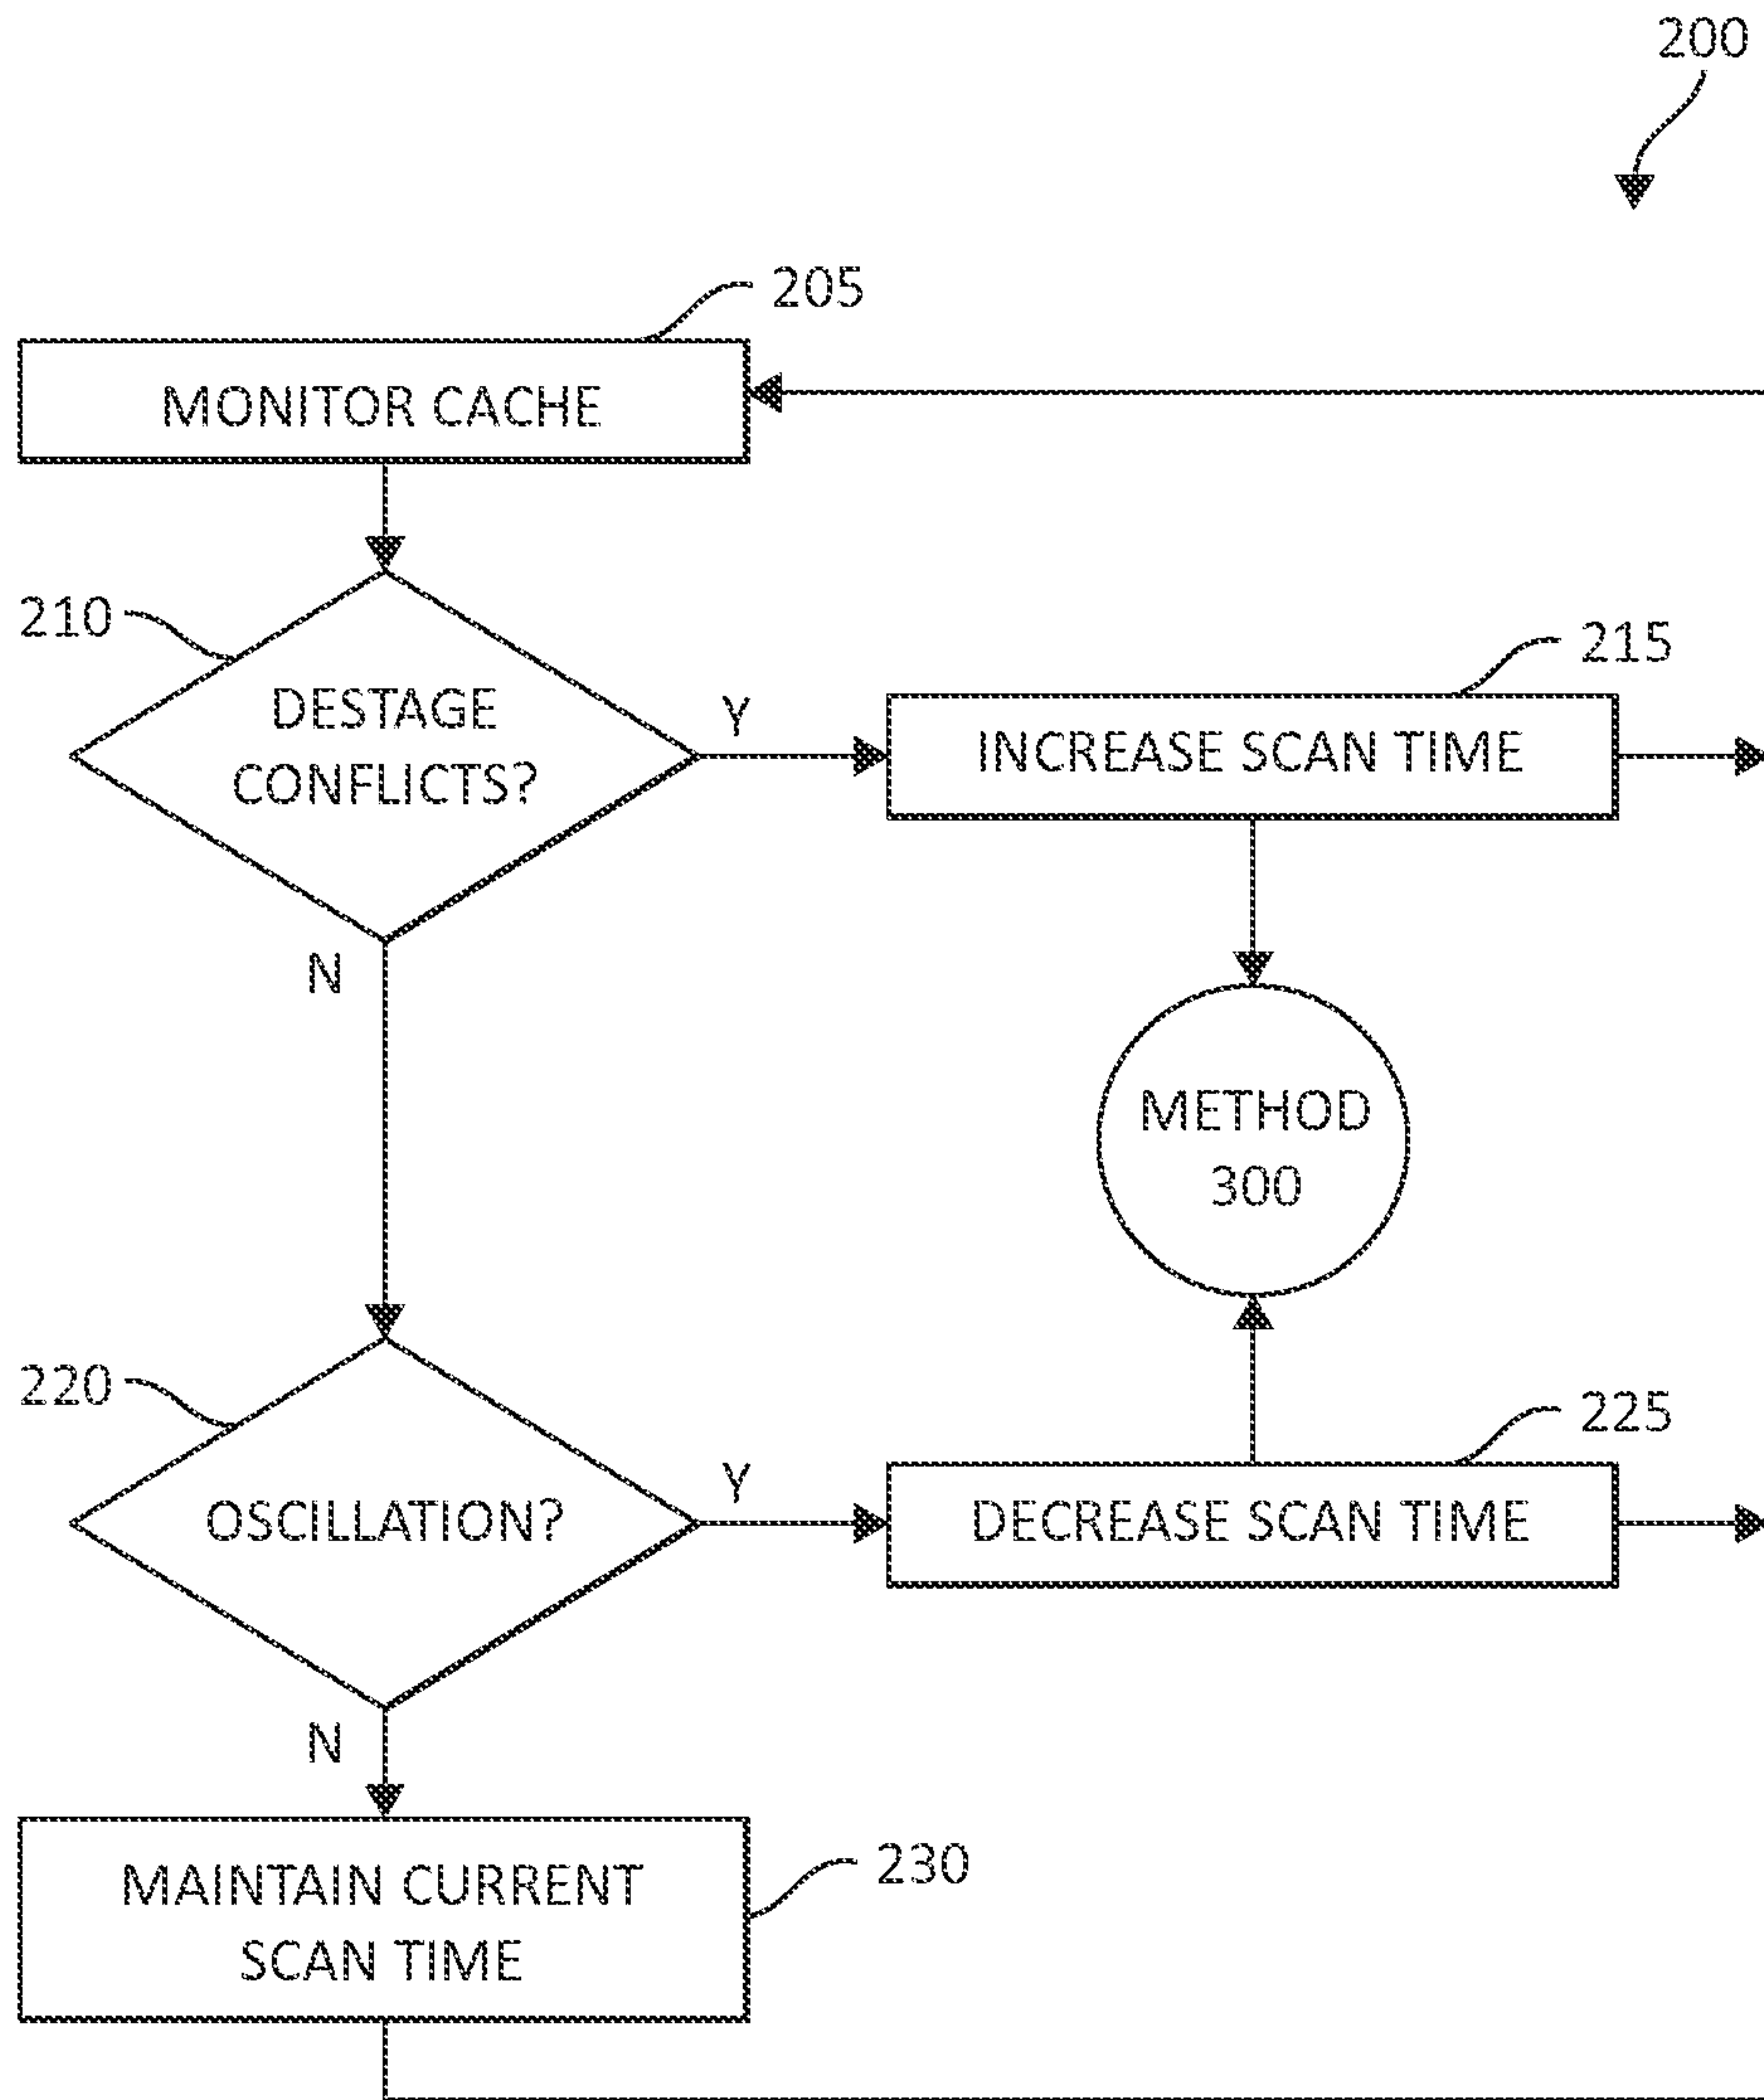 200
205
MONITOR CACHE
210
DESTAGE
CONFLICTS?
Y
215
INCREASE SCAN TIME
N
METHOD
300
220
OSCILLATION?
Y
225
DECREASE SCAN TIME
N
MAINTAIN CURRENT
SCAN TIME
230